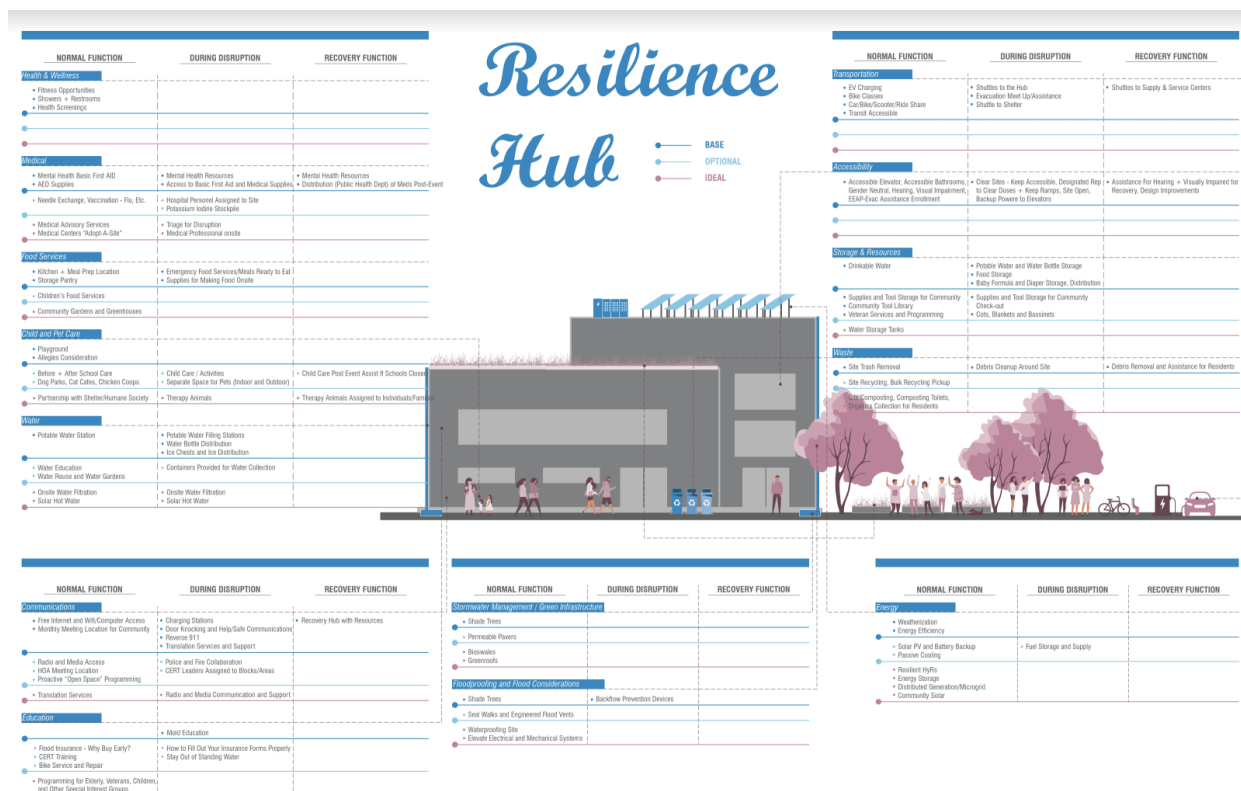 Resilience
Hub
BASE
OPTIONAL
IDEAL
NORMAL FUNCTION
DURING DISRUPTION
RECOVERY FUNCTION
Health & Wellness
• Fitness Opportunities
• Showers + Restrooms
• Health Screenings
Medical
• Mental Health Basic First AID
• AED Supplies
• Mental Health Resources
• Access to Basic First Aid and Medical Supplies
• Mental Health Resources
• Distribution (Public Health Dept) of Meds Post-Event
• Needle Exchange, Vaccination - Flu, Etc.
• Hospital Personel Assigned to Site
• Potassium Iodine Stockpile
• Medical Advisory Services
• Medical Centers "Adopt-A-Site"
• Triage for Disruption
• Medical Professional onsite
Food Services
• Kitchen + Meal Prep Location
• Storage Pantry
• Emergency Food Services/Meals Ready to Eat
• Supplies for Making Food Onsite
• Children's Food Services
• Community Gardens and Greenhouses
Child and Pet Care
• Playground
• Allegies Consideration
• Before + After School Care
• Dog Parks, Cat Cafes, Chicken Coops
• Child Care / Activities
• Separate Space for Pets (Indoor and Outdoor)
• Child Care Post Event Assist If Schools Closed
• Partnership with Shelter/Humane Society
• Therapy Animals
• Therapy Animals Assigned to Individuals/Families
Water
• Potable Water Station
• Potable Water Filling Stations
• Water Bottle Distribution
• Ice Chests and Ice Distribution
• Water Education
• Water Reuse and Water Gardens
• Containers Provided for Water Collection
• Onsite Water Filtration
• Solar Hot Water
• Onsite Water Filtration
• Solar Hot Water
NORMAL FUNCTION
DURING DISRUPTION
RECOVERY FUNCTION
Transportation
• EV Charging
• Bike Classes
• Car/Bike/Scooter/Ride Share
• Transit Accessible
• Shuttles to the Hub
• Evacuation Meet Up/Assistance
• Shuttle to Shelter
• Shuttles to Supply & Service Centers
Accessibility
• Accessible Elevator, Accessible Bathrooms,
Gender Neutral, Hearing, Visual Impairment,
EEAP-Evac Assistance Enrollment
• Clear Sites - Keep Accessible, Designated Rep
to Clear Doses + Keep Ramps, Site Open,
Backup Powere to Elevators
• Assistance For Hearing + Visually Impaired for
Recovery, Design Improvements
Storage & Resources
• Drinkable Water
• Potable Water and Water Bottle Storage
• Food Storage
• Baby Formula and Diaper Storage, Distribution
• Supplies and Tool Storage for Community
• Community Tool Library
• Veteran Services and Programming
• Supplies and Tool Storage for Community
Check-out
• Cots, Blankets and Bassinets
• Water Storage Tanks
Waste
• Site Trash Removal
• Debris Cleanup Around Site
• Debris Removal and Assistance for Residents
• Site Recycling, Bulk Recycling Pickup
Composting, Composting Toilets,
Organics Collection for Residents
NORMAL FUNCTION
DURING DISRUPTION
RECOVERY FUNCTION
Communications
• Free Internet and Wifi/Computer Access
• Monthly Meeting Location for Community
• Charging Stations
• Door Knocking and Help/Safe Communications
• Reverse 911
• Translation Services and Support
• Recovery Hub with Resources
• Radio and Media Access
• HOA Meeting Location
• Proactive "Open Space" Programming
• Police and Fire Collaboration
• CERT Leaders Assigned to Blocks/Areas
• Translation Services
• Radio and Media Communication and Support
Education
• Mold Education
• Flood Insurance - Why Buy Early?
• CERT Training
• Bike Service and Repair
• How to Fill Out Your Insurance Forms Properly
• Stay Out of Standing Water
• Programming for Elderly, Veterans, Children,
and Other Special Interest Groups
NORMAL FUNCTION
DURING DISRUPTION
RECOVERY FUNCTION
Stormwater Management / Green Infrastructure
• Shade Trees
• Permeable Pavers
• Bioswales
• Greenroofs
Floodproofing and Flood Considerations
• Shade Trees
• Backflow Prevention Devices
• Seal Walks and Engineered Flood Vents
• Waterproofing Site
• Elevate Electrical and Mechanical Systems
NORMAL FUNCTION
DURING DISRUPTION
RECOVERY FUNCTION
Energy
• Weatherization
• Energy Efficiency
• Solar PV and Battery Backup
• Passive Cooling
• Fuel Storage and Supply
• Resilient HyRs
• Energy Storage
• Distributed Generation/Microgrid
• Community Solar